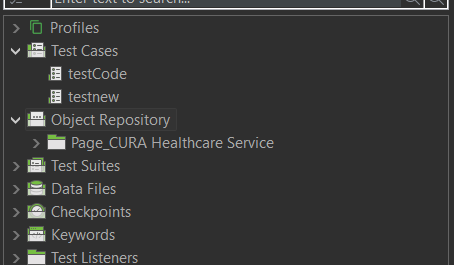 Enter text to search...
Profiles
Test Cases
testCode
testnew
Object Repository
Page_CURA Healthcare Service
Test Suites
Data Files
Checkpoints
Keywords
Test Listeners